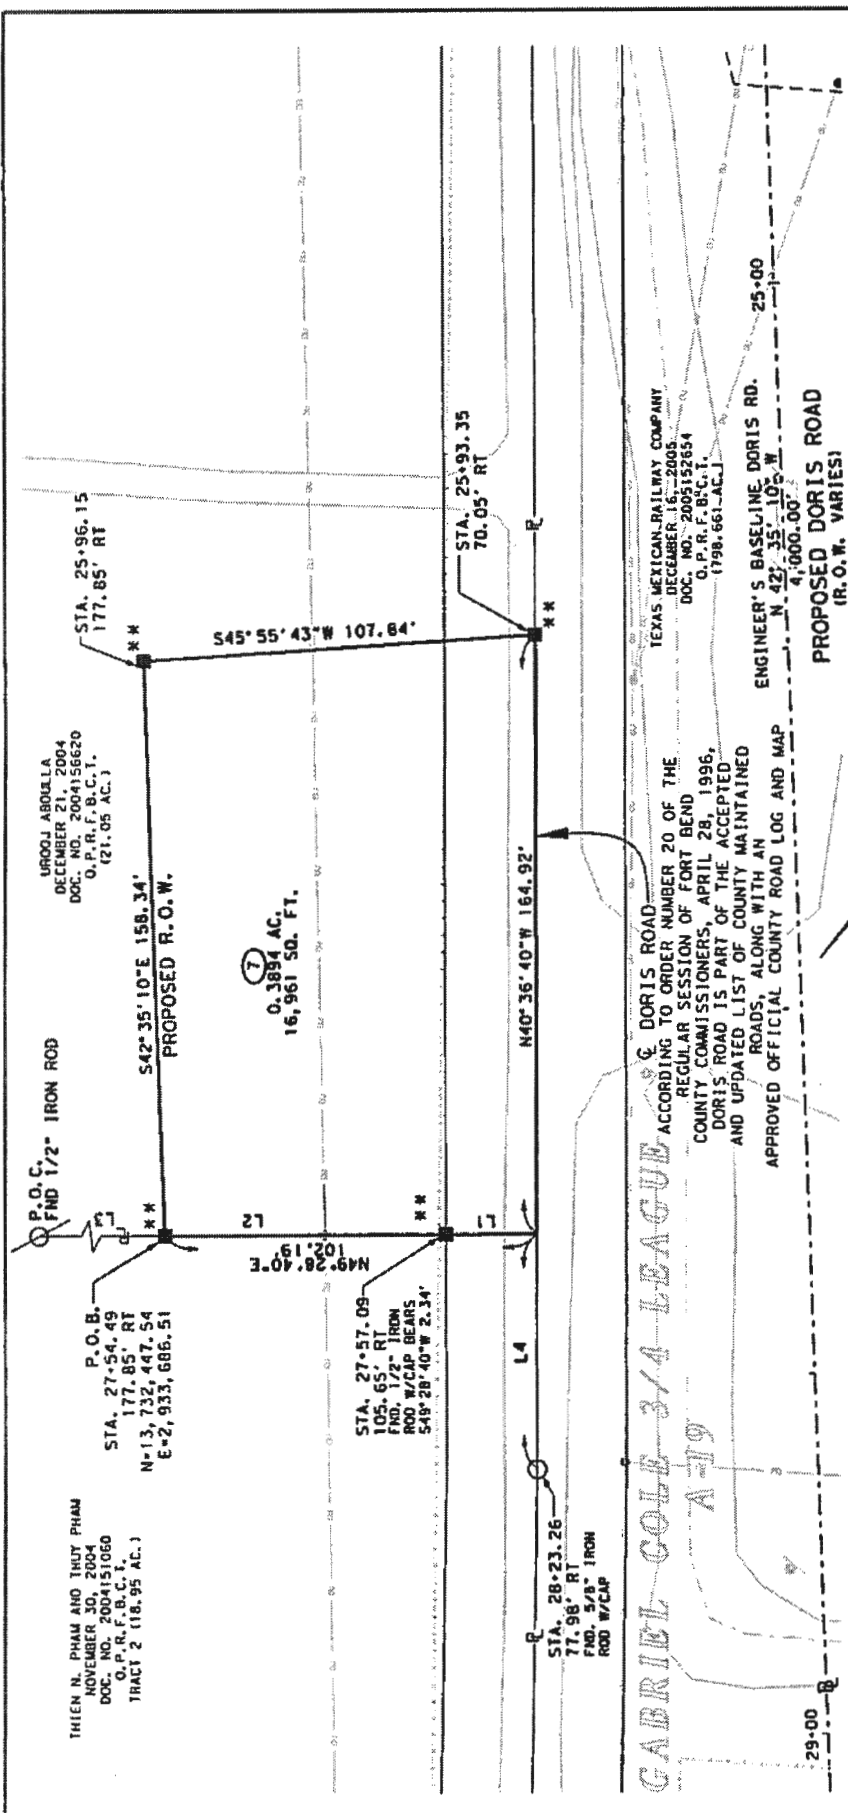 THIEN N. PHAM AND THUY PHAM
NOVEMBER 30, 2004
DOC. NO. 2004151060
O.P.R.F.B.C.T.
TRACT 2 (18.95 AC.)
P.O.C.
FND 1/2" IRON ROD
L3
P.O.B.
STA. 27+54.49
177.85' RT
N=13,732,447.54
E=2,933,686.51
**
UROOJ ABDULLA
DECEMBER 21, 2004
DOC. NO. 2004156620
O.P.R.F.B.C.T.
(21.05 AC.)
STA. 25+96.15
177.85' RT
**
S42°35'10"E 158.34'
PROPOSED R.O.W.
L2
N49°28'40"E
102.19'
7
0.3894 AC.
16,961 SQ. FT.
S45°55'43"W 107.84'
STA. 27+57.09
105.65' RT
FND. 1/2" IRON
ROD W/CAP BEARS
S49°28'40"W 2.34'
**
L1
STA. 25+93.35
70.05' RT
**
L4
N40°36'40"W 164.92'
PL
PL
STA. 28+23.26
77.98' RT
FND. 5/8" IRON
ROD W/CAP
GABRIEL COLE 3/4 LEAGUE
A-19
℄ DORIS ROAD
ACCORDING TO ORDER NUMBER 20 OF THE
REGULAR SESSION OF FORT BEND
COUNTY COMMISSIONERS, APRIL 28, 1996,
DORIS ROAD IS PART OF THE ACCEPTED
AND UPDATED LIST OF COUNTY MAINTAINED
ROADS, ALONG WITH AN
APPROVED OFFICIAL COUNTY ROAD LOG AND MAP
TEXAS MEXICAN RAILWAY COMPANY
DECEMBER 16, 2005
DOC. NO. 2005152654
O.P.R.F.B.C.T.
(798.661 AC.)
ENGINEER'S BASELINE DORIS RD.
N 42° 35' 10" W
4,000.00'
25+00
29+00
PROPOSED DORIS ROAD
(R.O.W. VARIES)